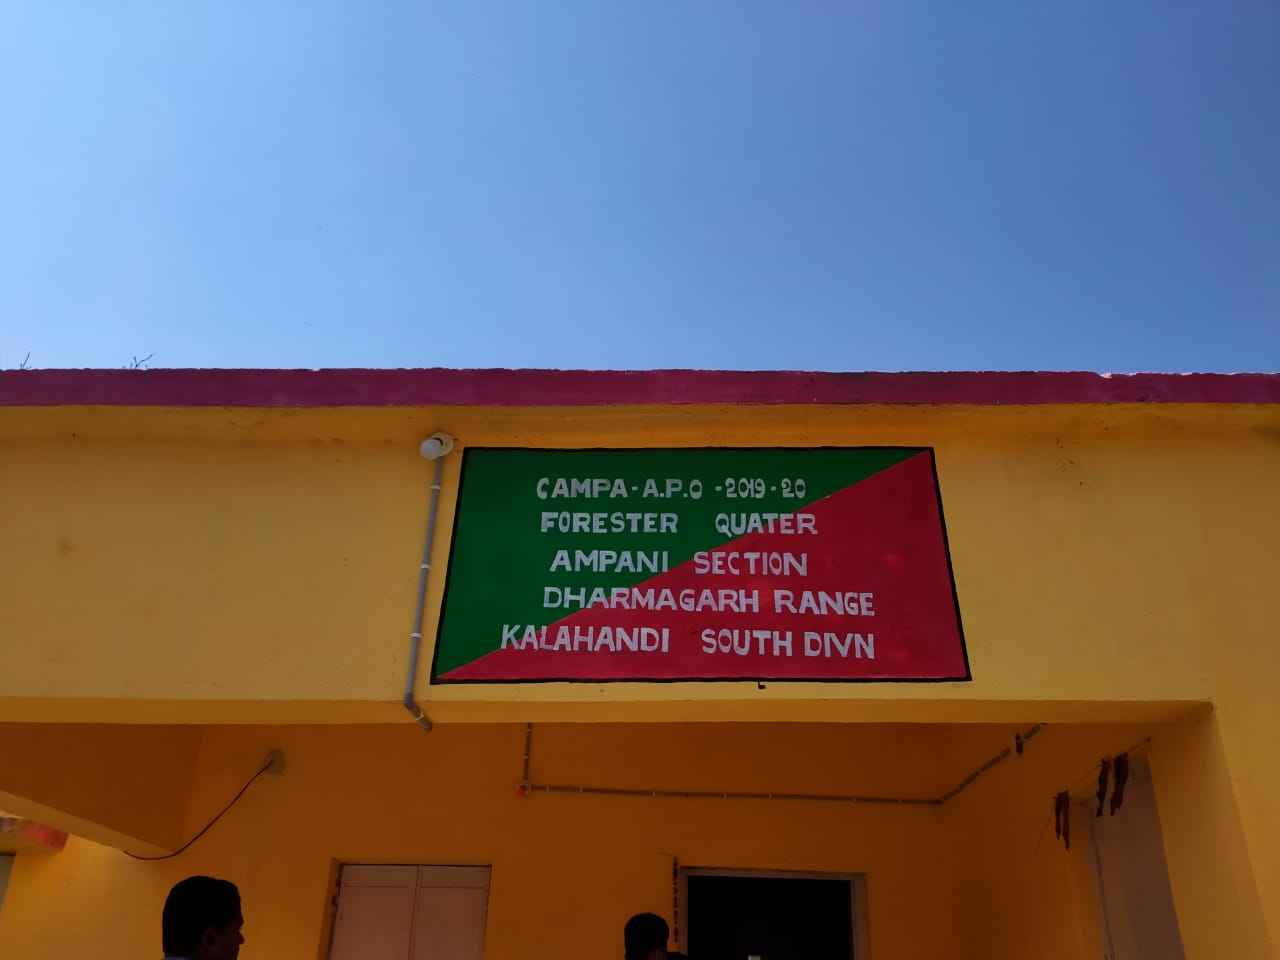 CAMPA - A.P.O - 2019 - 20
FORESTER QUATER
AMPANI SECTION
DHARMAGARH RANGE
KALAHANDI SOUTH DIVN